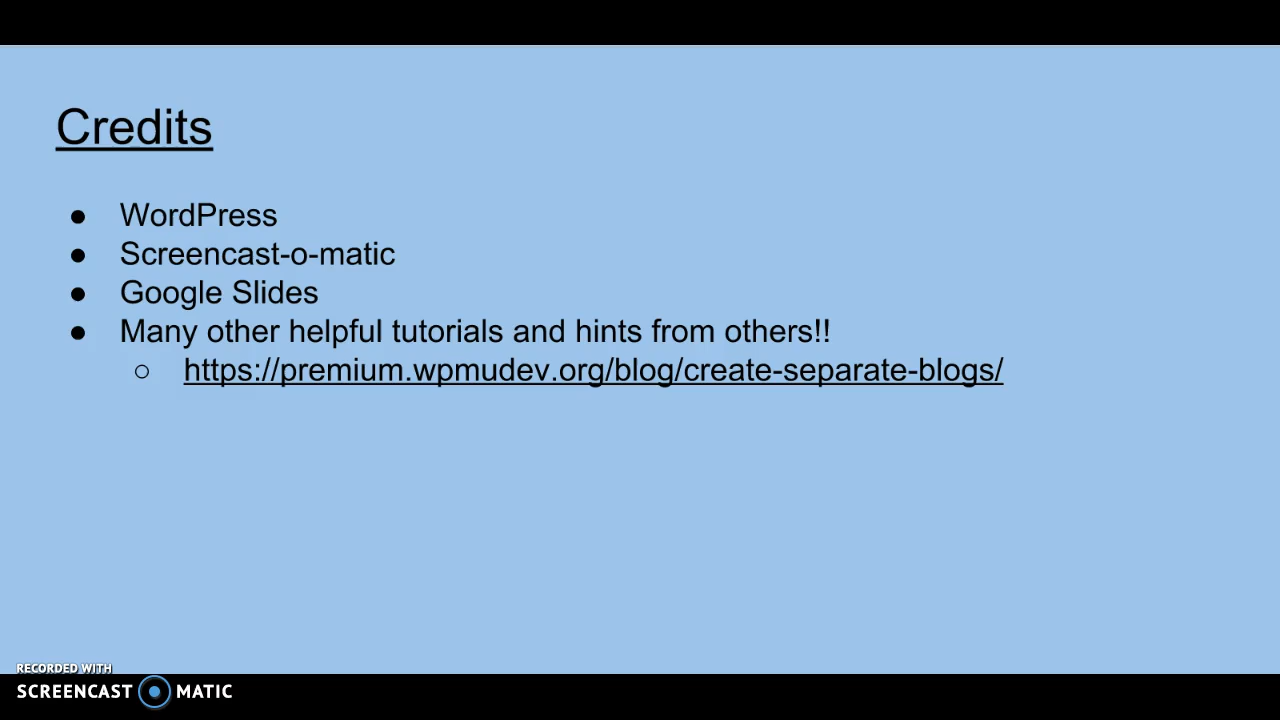 Credits
● WordPress
● Screencast-o-matic
● Google Slides
● Many other helpful tutorials and hints from others!!
○ https://premium.wpmudev.org/blog/create-separate-blogs/
RECORDED WITH
SCREENCAST MATIC